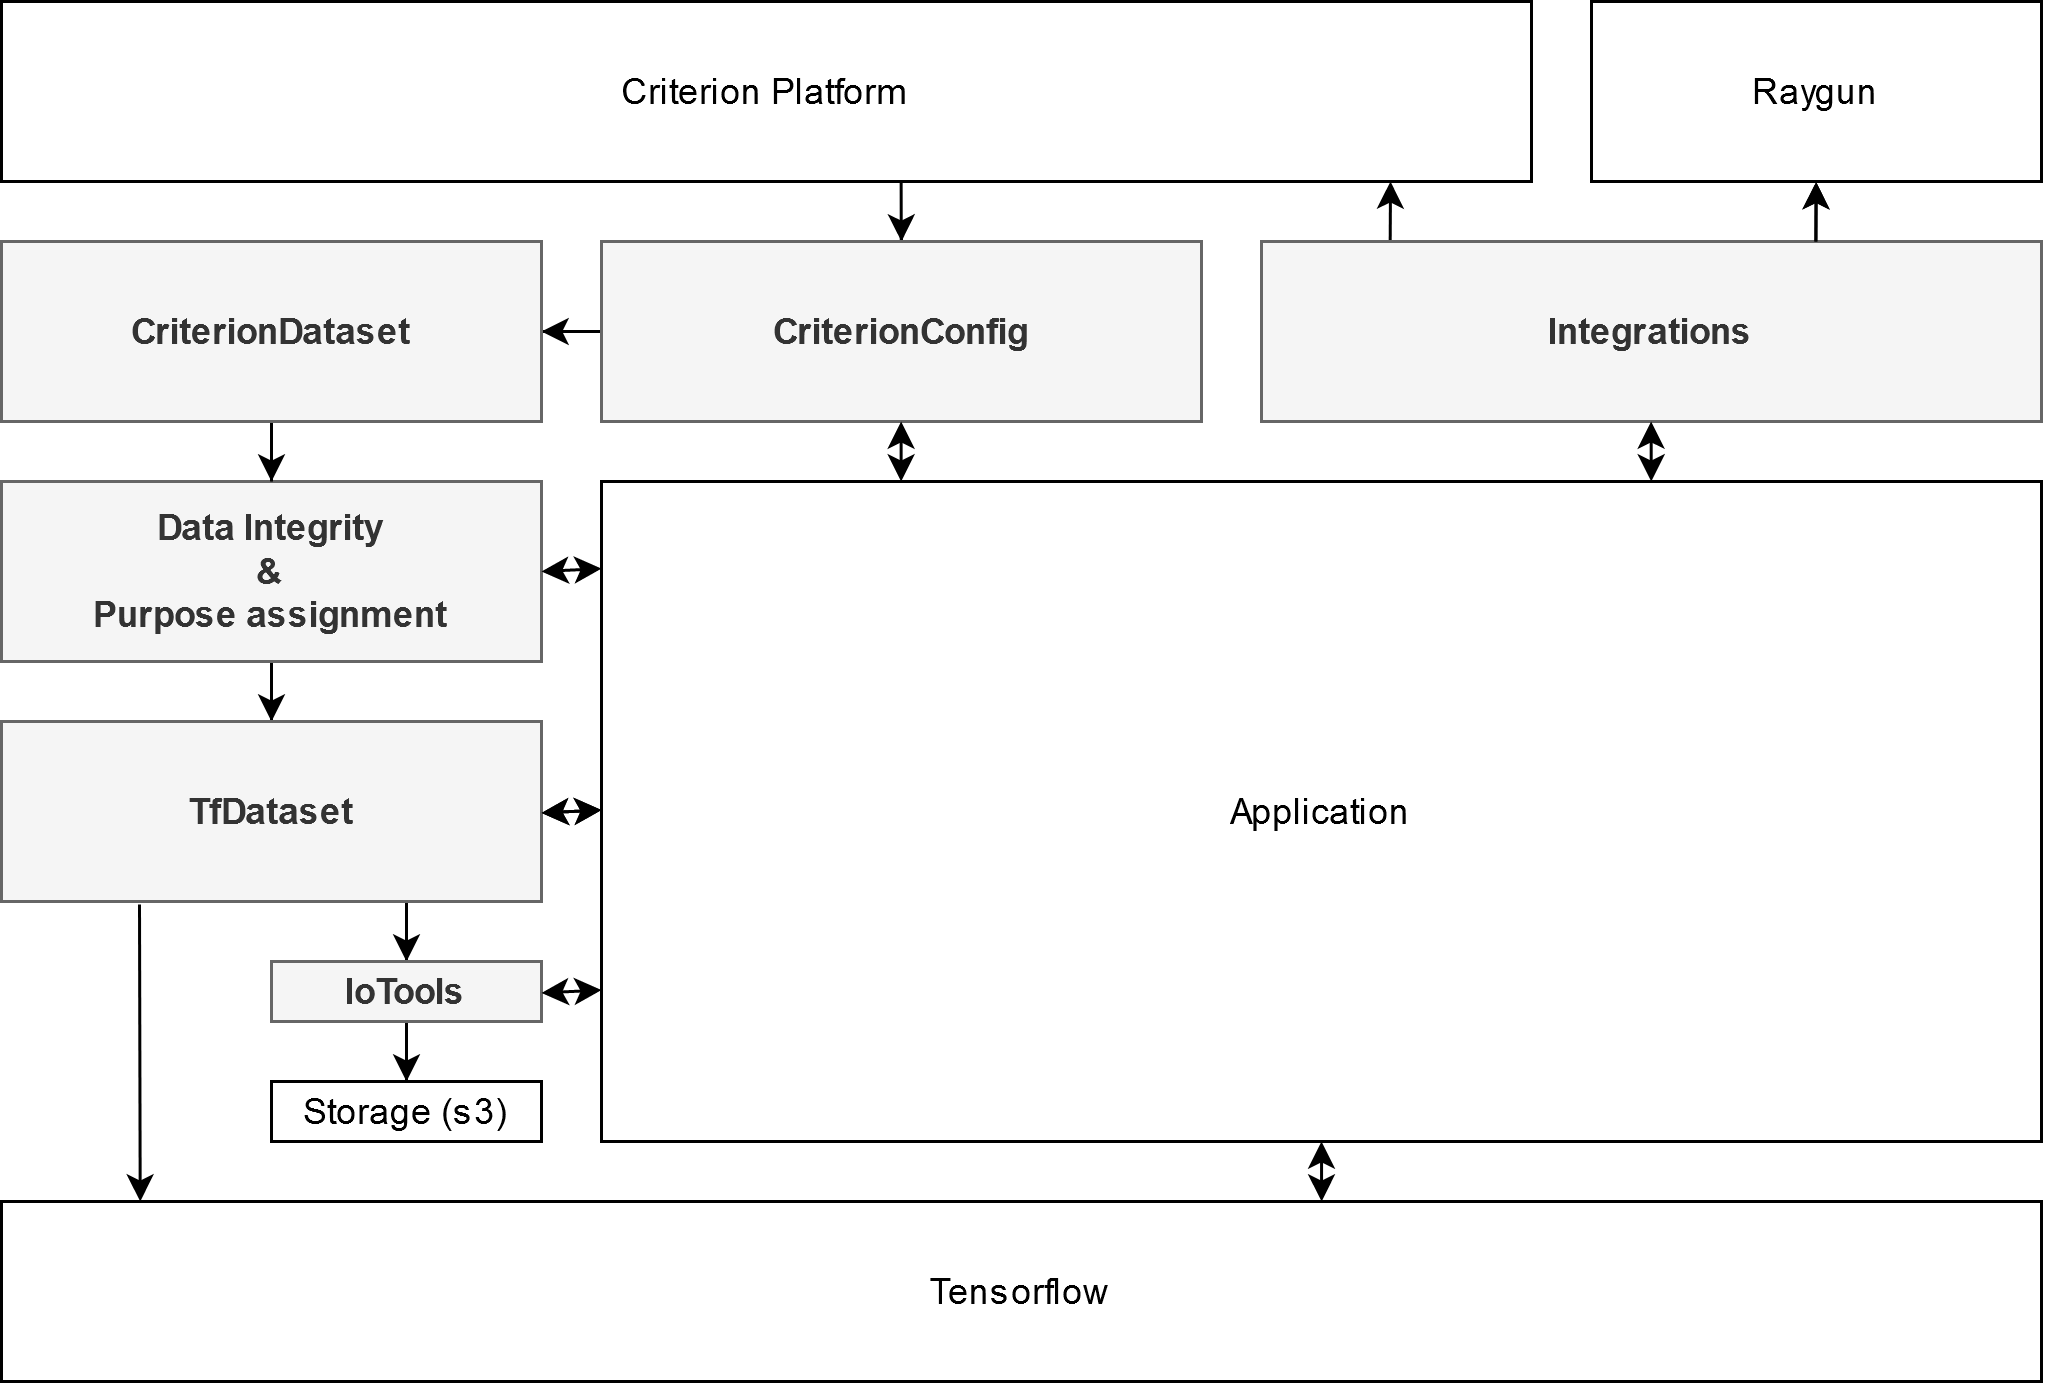 Criterion Platform
Raygun
CriterionDataset
CriterionConfig
Integrations
Data Integrity
&
Purpose assignment
TfDataset
Application
IoTools
Storage (s3)
Tensorflow